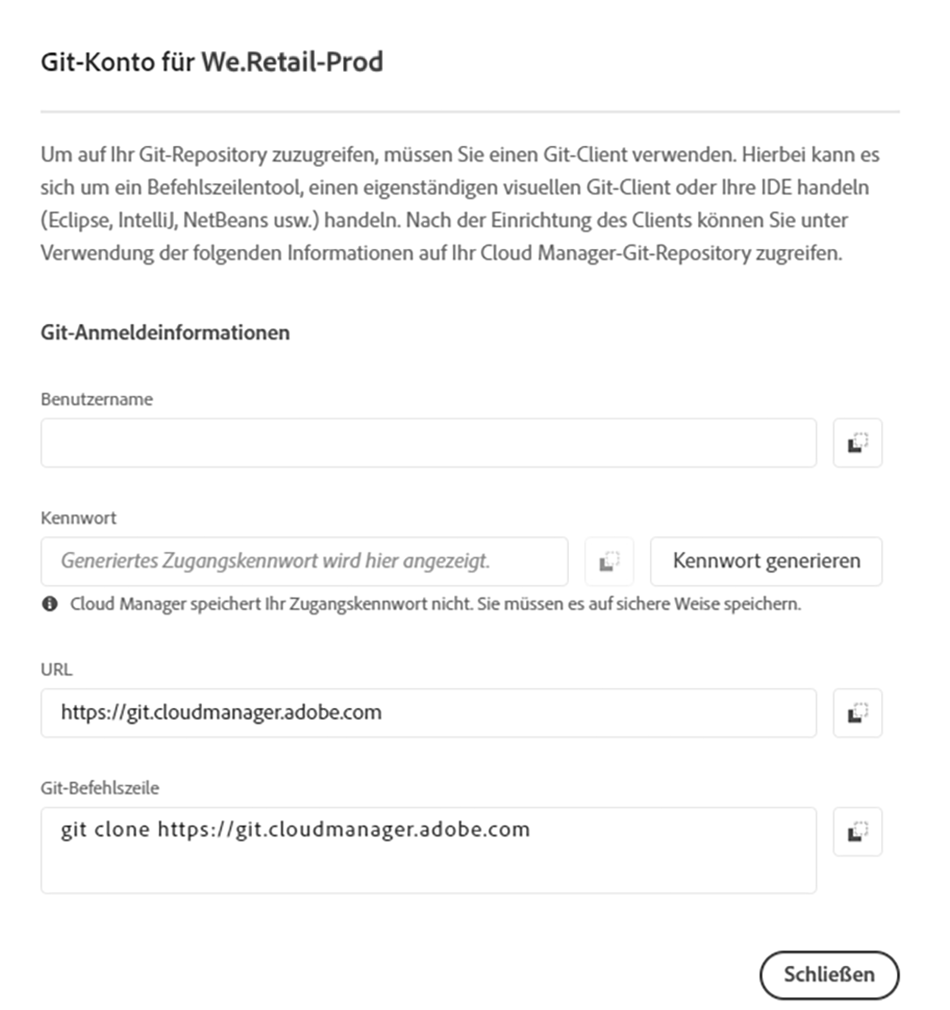 Git-Konto für We.Retail-Prod
Um auf Ihr Git-Repository zuzugreifen, müssen Sie einen Git-Client verwenden. Hierbei kann es
sich um ein Befehlszeilentool, einen eigenständigen visuellen Git-Client oder Ihre IDE handeln
(Eclipse, IntelliJ, NetBeans usw.) handeln. Nach der Einrichtung des Clients können Sie unter
Verwendung der folgenden Informationen auf Ihr Cloud Manager-Git-Repository zugreifen.
Git-Anmeldeinformationen
Benutzername
Kennwort
Generiertes Zugangskennwort wird hier angezeigt.
Kennwort generieren
Cloud Manager speichert Ihr Zugangskennwort nicht. Sie müssen es auf sichere Weise speichern.
URL
https://git.cloudmanager.adobe.com
Git-Befehlszeile
git clone https://git.cloudmanager.adobe.com
Schließen